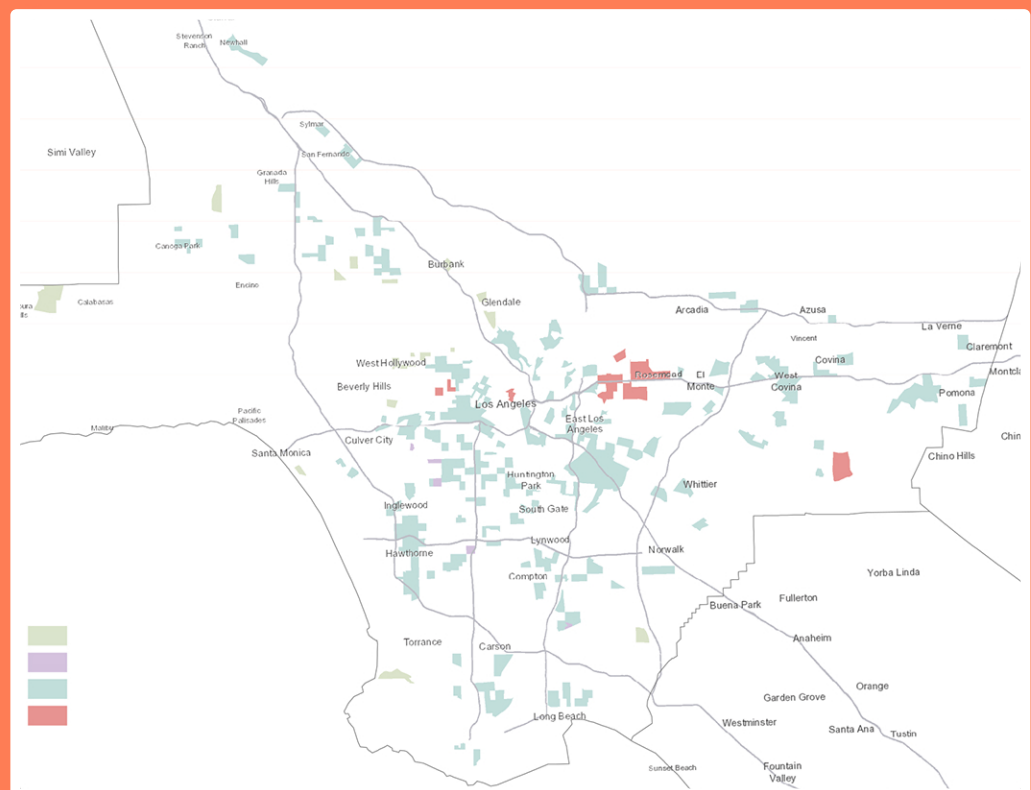 Stevenson
Ranch
Newhall
Sylmar
Simi Valley
San Fernando
Granada
Hills
Canoga Park
Burbank
Encino
Calabasas
Glendale
Arcadia
Azusa
La Verne
Vincent
Claremont
Covina
West Hollywood
Rosemead
El
Monte
West
Covina
Beverly Hills
Pomona
Los Angeles
Pacific
Palisades
East Los
Angeles
Malibu
Culver City
Santa Monica
Chino Hills
Huntington
Park
Whittier
Inglewood
South Gate
Lynwood
Hawthorne
Norwalk
Compton
Yorba Linda
Fullerton
Buena Park
Anaheim
Torrance
Carson
Orange
Garden Grove
Long Beach
Westminster
Santa Ana
Tustin
Sunset Beach
Fountain
Valley